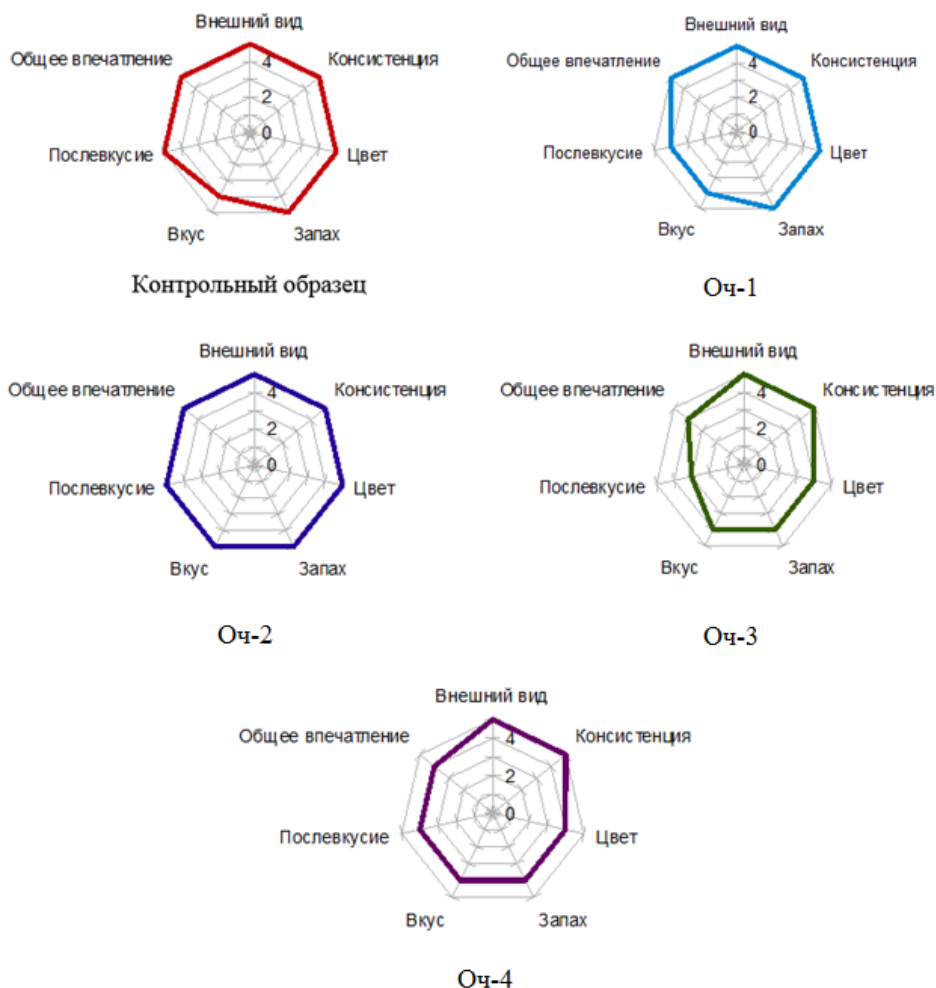 Внешний вид
Общее впечатление
Консистенция
4
2
0
Послевкусие
Цвет
Вкус
Запах
Контрольный образец
Внешний вид
Общее впечатление
Консистенция
4
2
0
Послевкусие
Цвет
Вкус
Запах
Оч-1
Внешний вид
Общее впечатление
Консистенция
4
2
0
Послевкусие
Цвет
Вкус
Запах
Оч-2
Внешний вид
Общее впечатление
Консистенция
4
2
0
Послевкусие
Цвет
Вкус
Запах
Оч-3
Внешний вид
Общее впечатление
Консистенция
4
2
0
Послевкусие
Цвет
Вкус
Запах
Оч-4